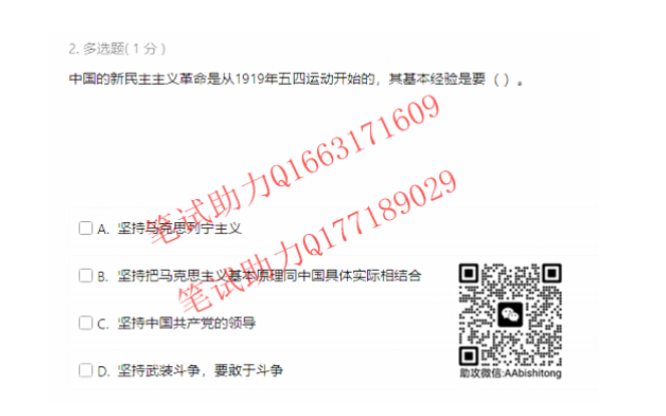 2. 多选题( 1 分 )
中国的新民主主义革命是从1919年五四运动开始的，其基本经验是要（ ）。
笔试助力Q1663171609
A. 坚持马克思列宁主义
笔试助力Q177189029
B. 坚持把马克思主义基本原理同中国具体实际相结合
C. 坚持中国共产党的领导
D. 坚持武装斗争，要敢于斗争
助攻微信:AAbishitong